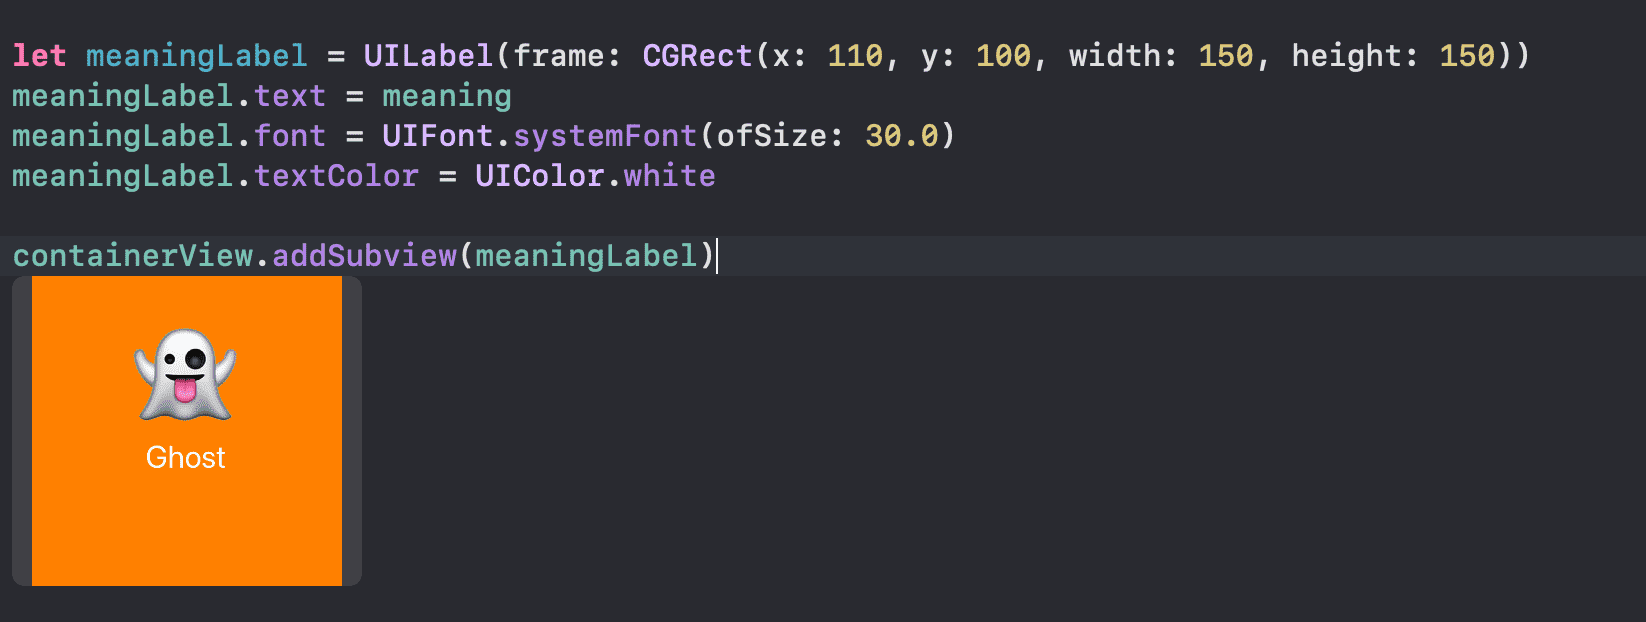 let meaningLabel = UILabel(frame: CGRect(x: 110, y: 100, width: 150, height: 150))
meaningLabel.text = meaning
meaningLabel.font = UIFont.systemFont(ofSize: 30.0)
meaningLabel.textColor = UIColor.white
containerView.addSubview(meaningLabel)
Ghost